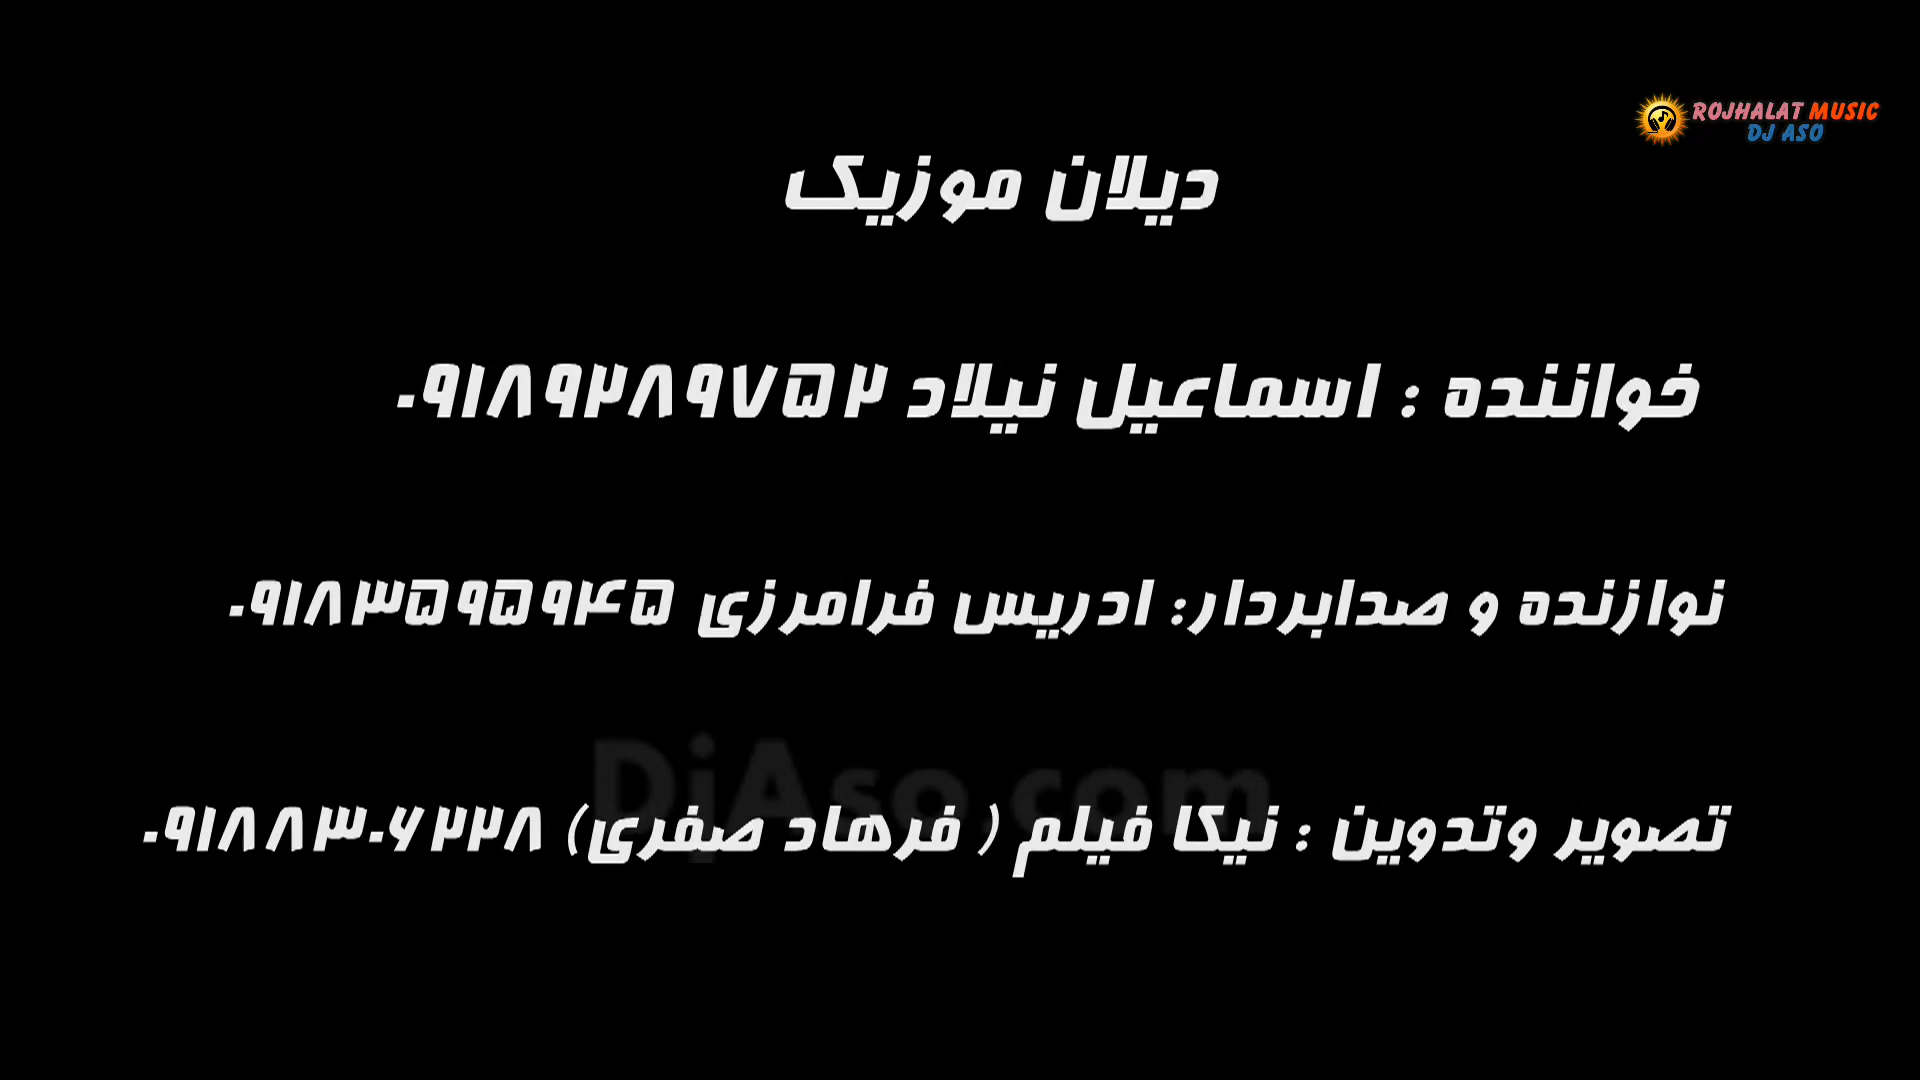 ROJHALAT MUSIC
DJ ASO
دیلان موزیک
خواننده : اسماعیل نیلاد ۰۹۱۸۹۲۸۹۷۵۲
نوازنده و صدابردار: ادریس فرامرزی ۰۹۱۸۳۵۹۵۹۴۵
DjAso.com
تصویر وتدوین : نیکا فیلم ( فرهاد صفری) ۰۹۱۸۸۳۰۶۲۲۸